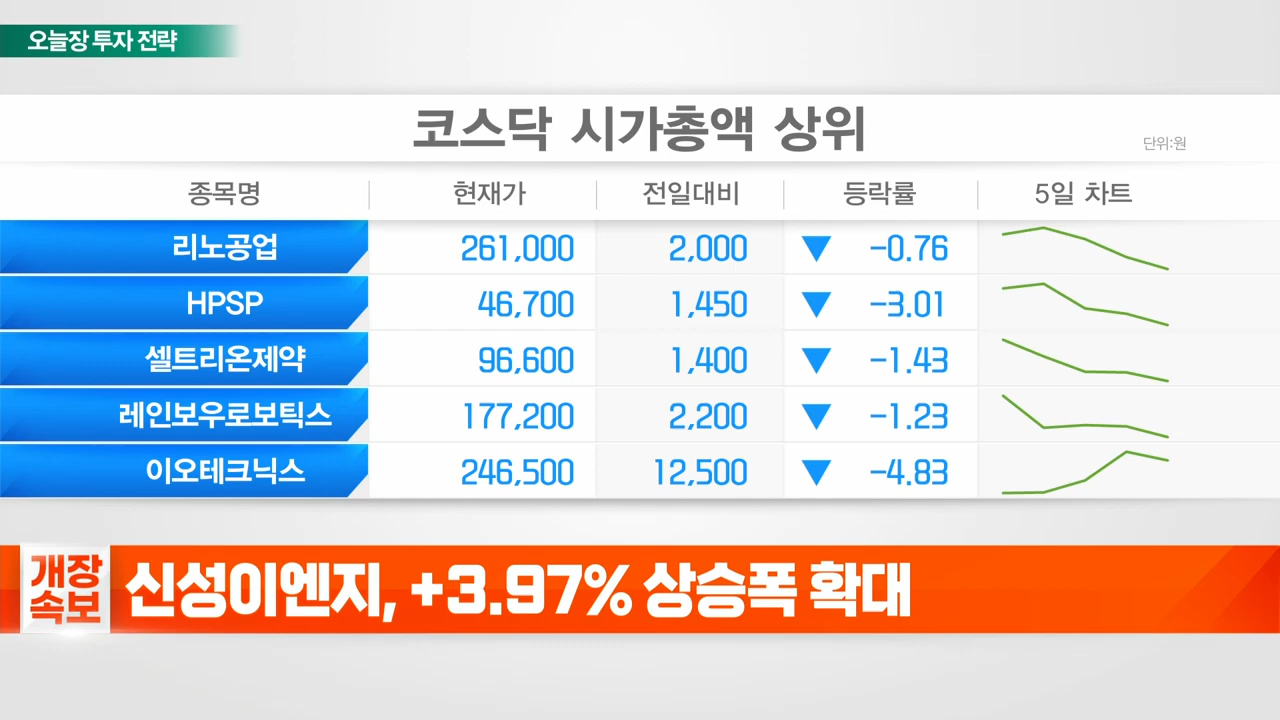 오늘장 투자 전략
코스닥 시가총액 상위
단위:원
종목명 현재가 전일대비 등락률 5일 차트
리노공업 261,000 2,000 ▼ -0.76
HPSP 46,700 1,450 ▼ -3.01
셀트리온제약 96,600 1,400 ▼ -1.43
레인보우로보틱스 177,200 2,200 ▼ -1.23
이오테크닉스 246,500 12,500 ▼ -4.83
개장
속보
신성이엔지, +3.97% 상승폭 확대